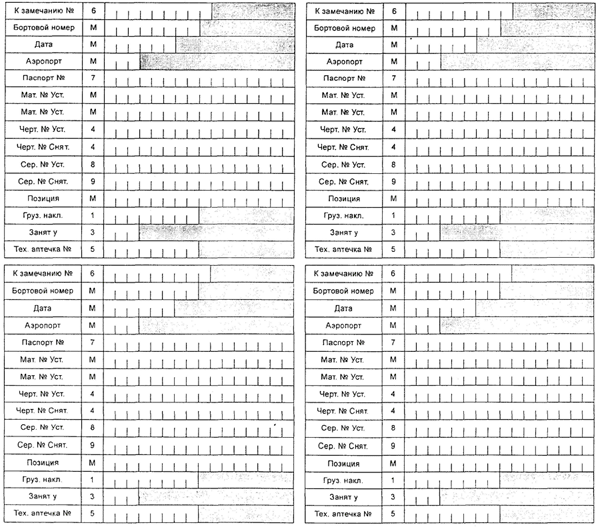 К замечанию № 6
Бортовой номер М
Дата М
Аэропорт М
Паспорт № 7
Мат. № Уст. М
Мат. № Уст. М
Черт. № Уст. 4
Черт. № Снят. 4
Сер. № Уст. 8
Сер. № Снят. 9
Позиция М
Груз. накл. 1
Занят у 3
Тех. аптечка № 5
К замечанию № 6
Бортовой номер М
Дата М
Аэропорт М
Паспорт № 7
Мат. № Уст. М
Мат. № Уст. М
Черт. № Уст. 4
Черт. № Снят. 4
Сер. № Уст. 8
Сер. № Снят. 9
Позиция М
Груз. накл. 1
Занят у 3
Тех. аптечка № 5
К замечанию № 6
Бортовой номер М
Дата М
Аэропорт М
Паспорт № 7
Мат. № Уст. М
Мат. № Уст. М
Черт. № Уст. 4
Черт. № Снят. 4
Сер. № Уст. 8
Сер. № Снят. 9
Позиция М
Груз. накл. 1
Занят у 3
Тех. аптечка № 5
К замечанию № 6
Бортовой номер М
Дата М
Аэропорт М
Паспорт № 7
Мат. № Уст. М
Мат. № Уст. М
Черт. № Уст. 4
Черт. № Снят. 4
Сер. № Уст. 8
Сер. № Снят. 9
Позиция М
Груз. накл. 1
Занят у 3
Тех. аптечка № 5